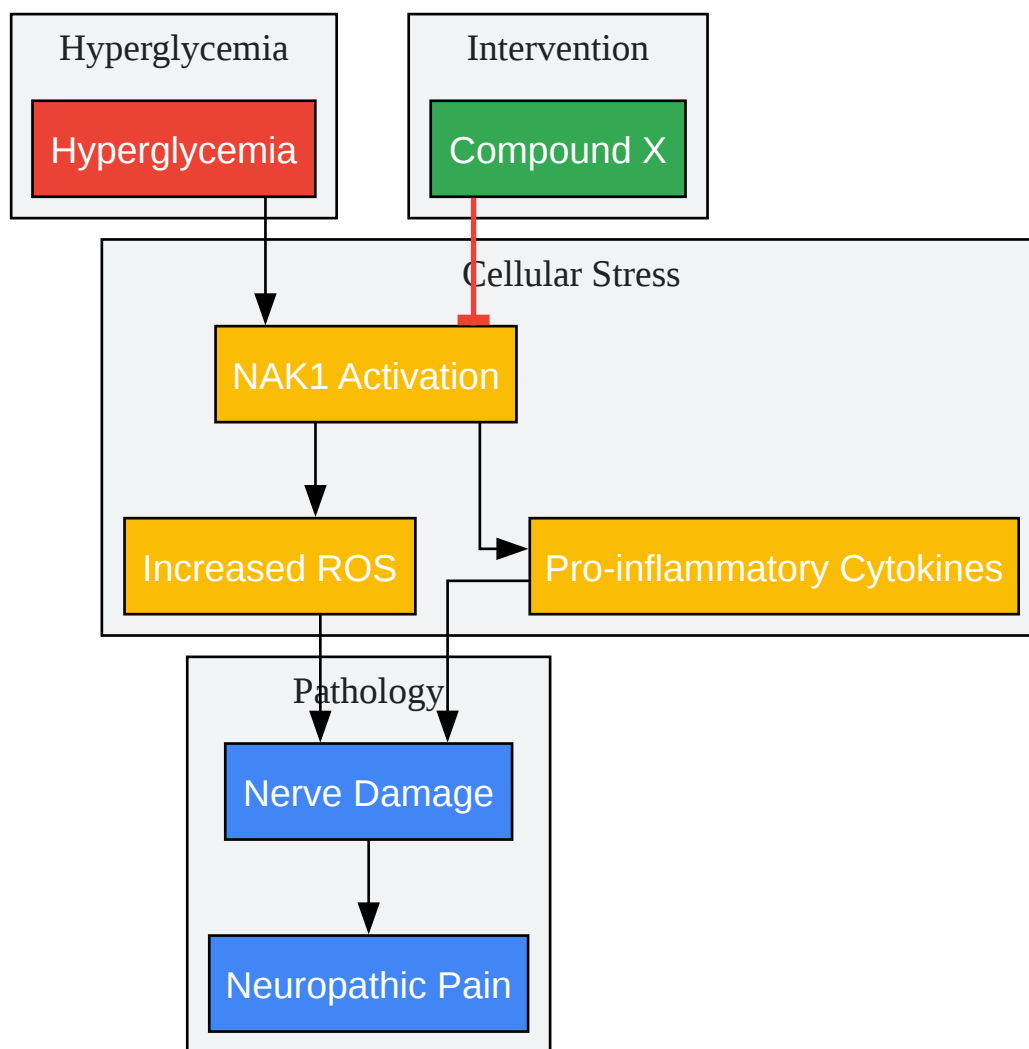 Hyperglycemia
Intervention
Hyperglycemia
Compound X
Cellular Stress
NAK1 Activation
Increased ROS
Pro-inflammatory Cytokines
Pathology
Nerve Damage
Neuropathic Pain